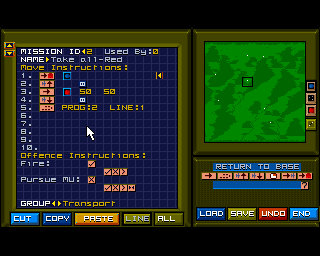 MISSION ID 2 Used By:0
NAME Take all-Red
Move Instructions:
1.
2.
3. 50 50
4.
5. PROG:2 LINE:1
6.
7.
8.
9.
10.
Offence Instructions:
Fire:
Pursue MU:
GROUP Transport
CUT COPY PASTE LINE ALL
RETURN TO BASE
?
LOAD SAVE UNDO END